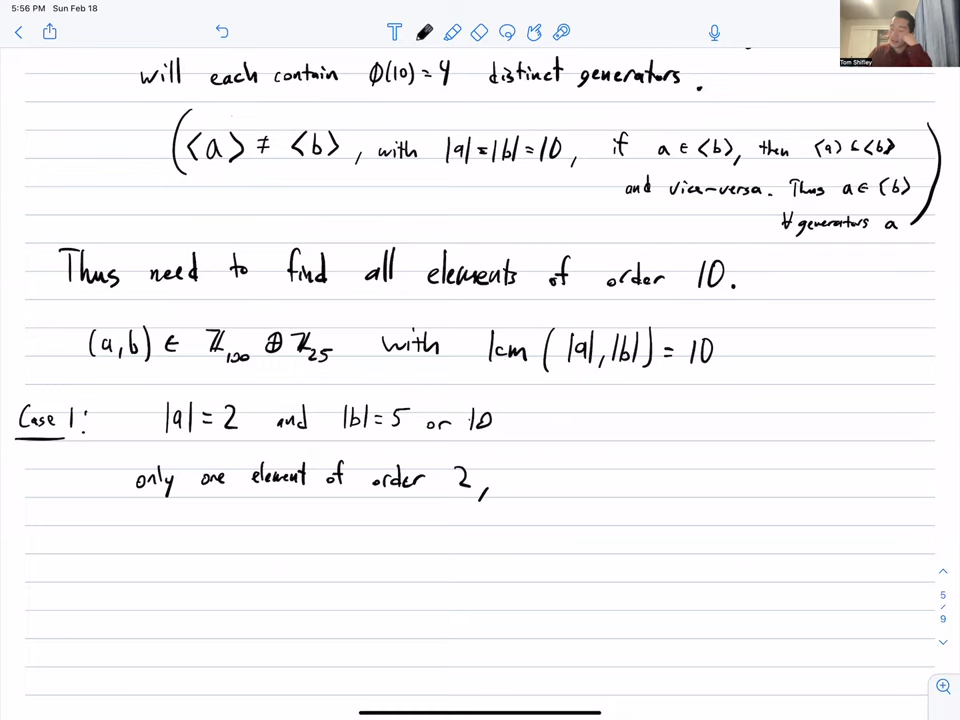 5:56 PM Sun Feb 18
Tom Shifley
will each contain ϕ(10) = 4 distinct generators.
(<a> ≠ <b>, with |a| = |b| = 10, if a ∈ <b>, then <a> ⊆ <b>
and vice-versa. Thus a ∈ <b>
∀ generators a)
Thus need to find all elements of order 10.
(a,b) ∈ ℤ₁₀₀ ⊕ ℤ₂₅ with lcm(|a|,|b|) = 10
Case 1: |a| = 2 and |b| = 5 or 10
only one element of order 2,
5
/
9